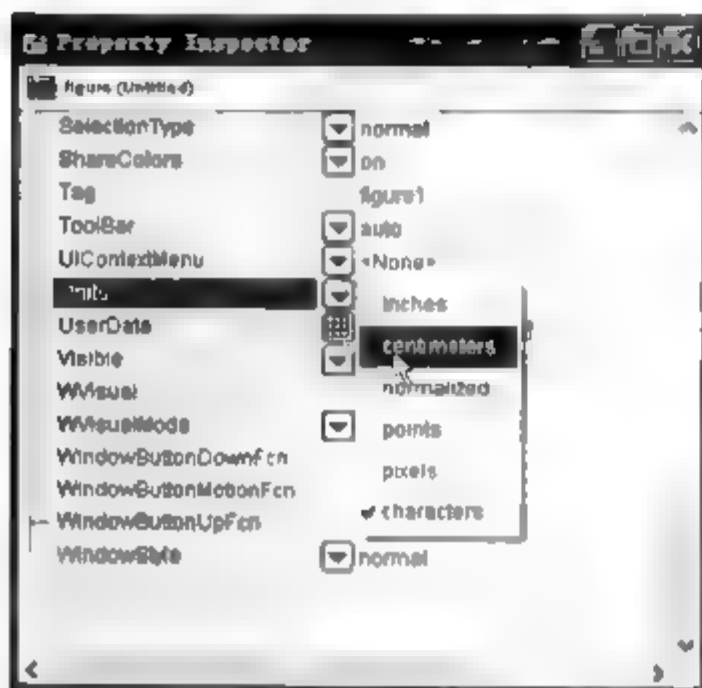 Property Inspector
figure (Untitled)
SelectionType normal
ShareColors on
Tag figure1
ToolBar auto
UIContextMenu <None>
Units
inches
UserData
centimeters
Visible
normalized
WVisual
WVisualMode
points
WindowButtonDownFcn
pixels
WindowButtonMotionFcn
characters
WindowButtonUpFcn
WindowStyle normal